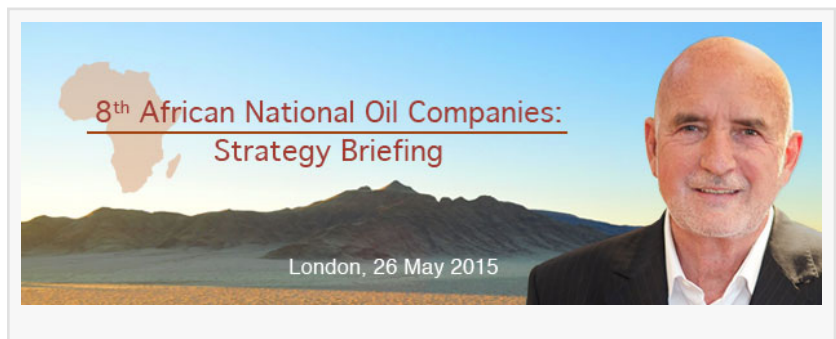 8th African National Oil Companies:
Strategy Briefing
London, 26 May 2015